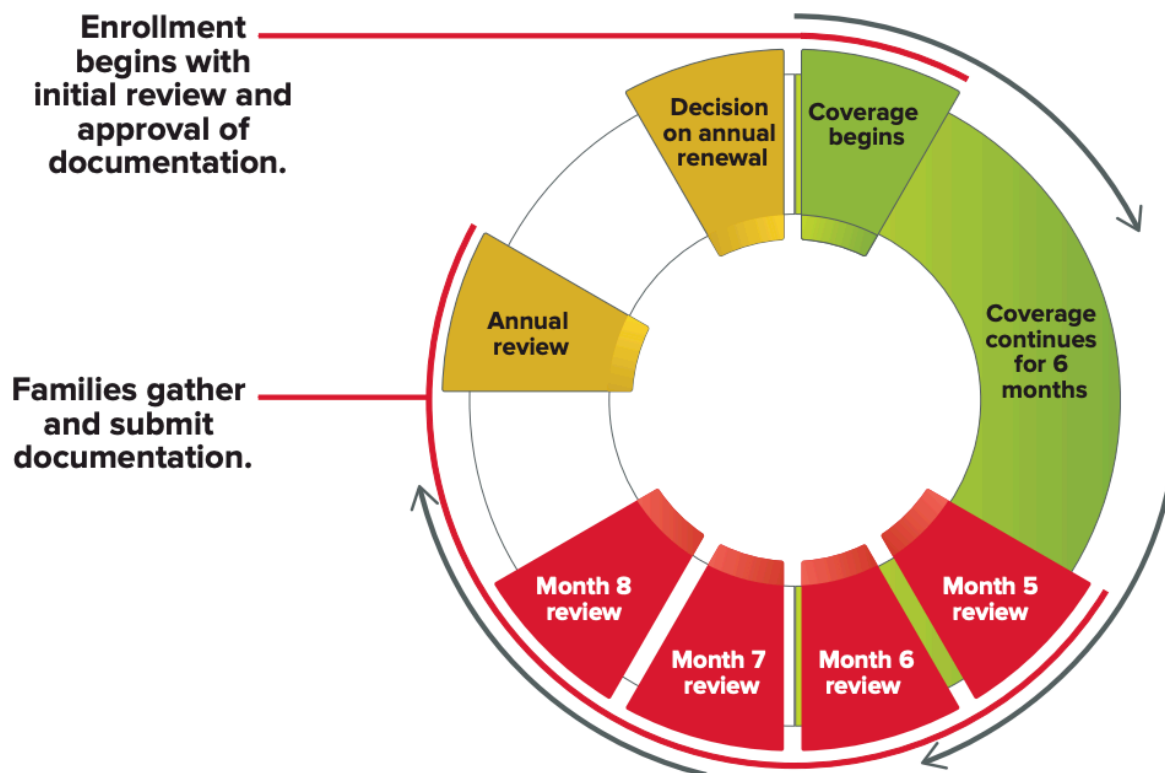 Enrollment
begins with
initial review and
approval of
documentation.
Decision
on annual
renewal
Coverage
begins
Coverage
continues
for 6
months
Month 5
review
Month 6
review
Month 7
review
Month 8
review
Annual
review
Families gather
and submit
documentation.